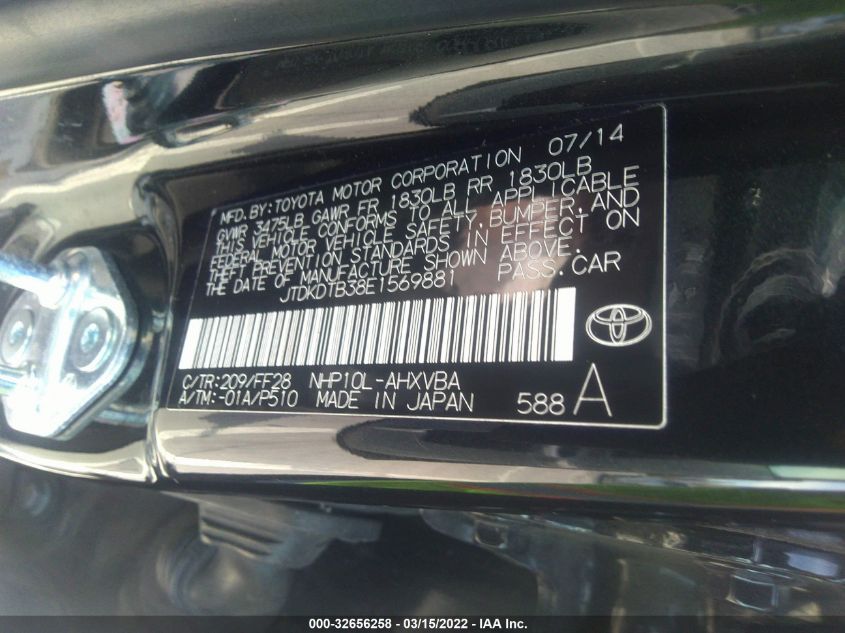 MFD.BY:TOYOTA MOTOR CORPORATION 07/14
GVWR 3475LB GAWR FR 1830LB RR 1830LB
THIS VEHICLE CONFORMS TO ALL APPLICABLE
FEDERAL MOTOR VEHICLE SAFETY, BUMPER, AND
THEFT PREVENTION STANDARDS IN EFFECT ON
THE DATE OF MANUFACTURE SHOWN ABOVE.
JTDKDTB38E1569881 PASS.CAR
C/TR:209/FF28 NHP10L-AHXVBA
A/TM:-01A/P510 MADE IN JAPAN 588 A
000-32656258 - 03/15/2022 - IAA Inc.